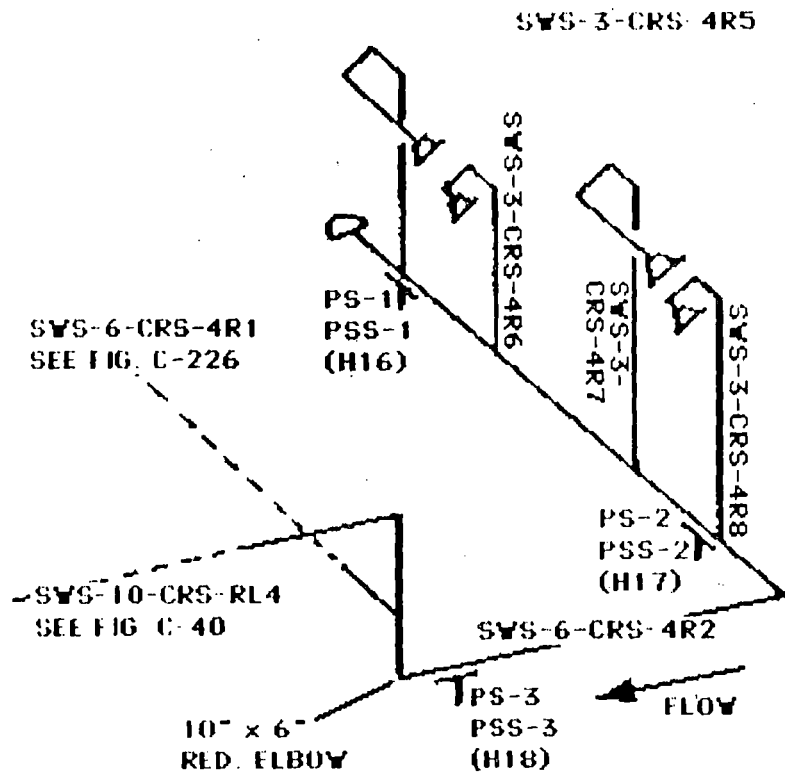 SWS-3-CRS-4R5
SWS-3-CRS-4R6
PS-1
PSS-1
(H16)
SWS-3-
CRS-4R7
SWS-3-CRS-4R8
SWS-6-CRS-4R1
SEE FIG. C-226
PS-2
PSS-2
(H17)
SWS-10-CRS-RL4
SEE FIG C-40
SWS-6-CRS-4R2
PS-3
PSS-3
(H18)
FLOW
10" x 6"
RED. ELBOW